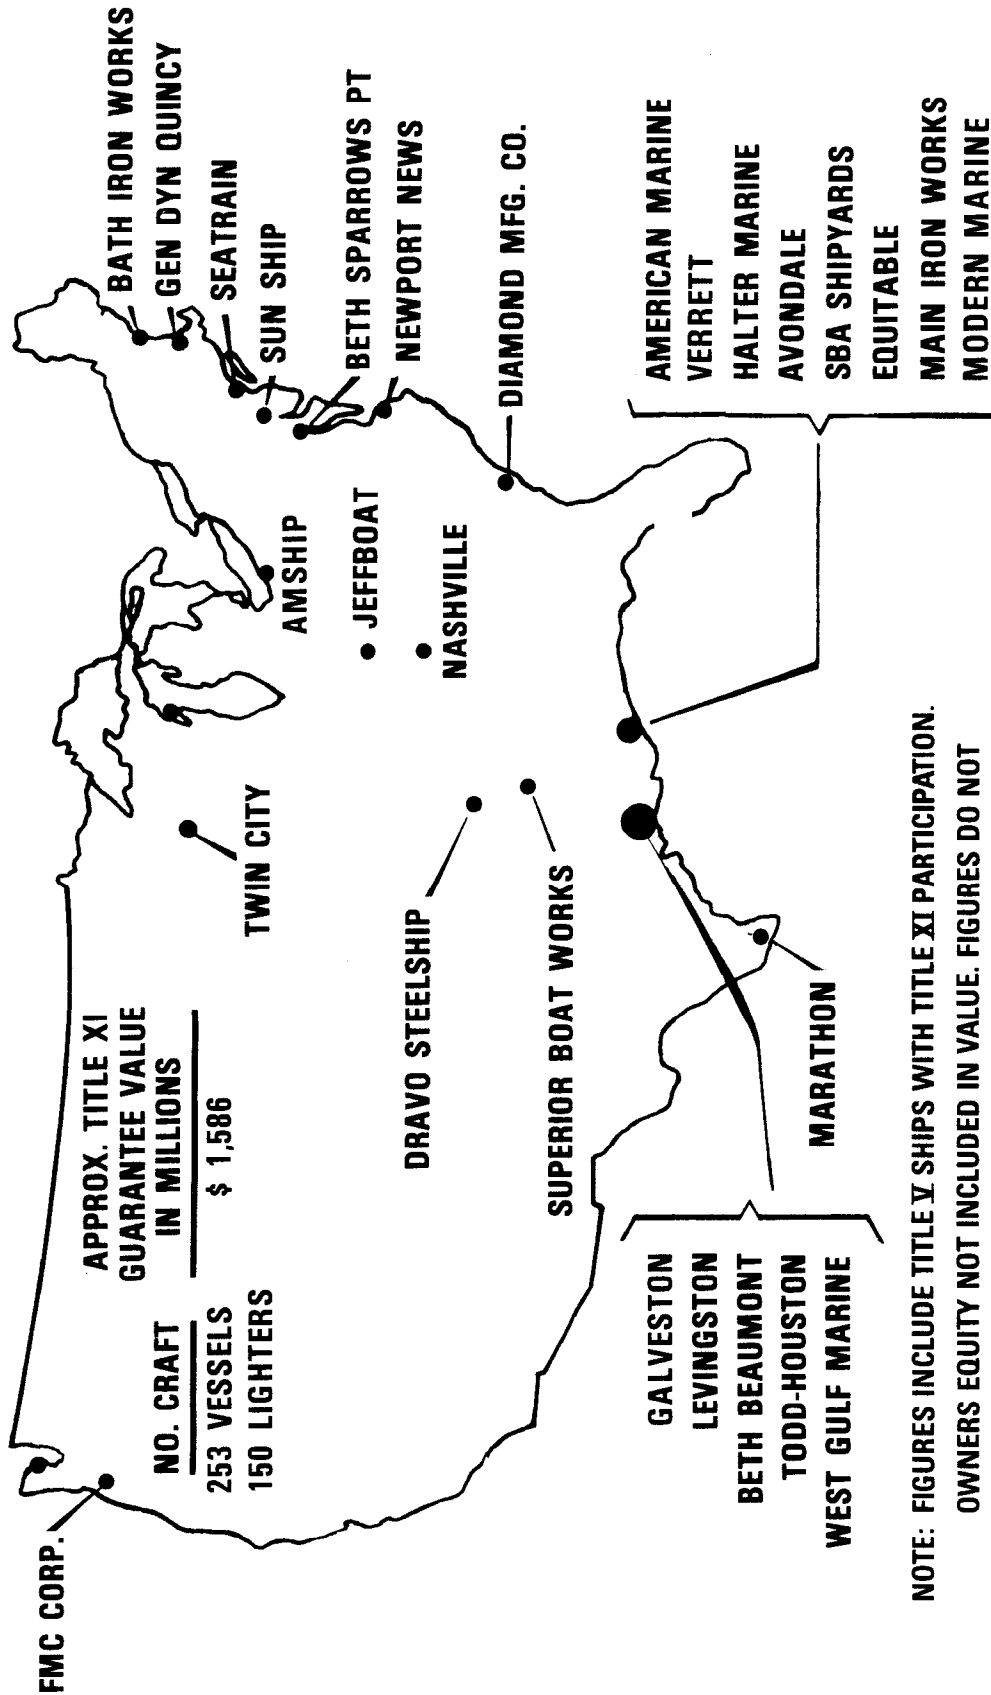 FMC CORP.
NO. CRAFT
253 VESSELS
150 LIGHTERS
APPROX. TITLE XI
GUARANTEE VALUE
IN MILLIONS
$ 1,586
TWIN CITY
AMSHIP
JEFFBOAT
NASHVILLE
DRAVO STEELSHIP
SUPERIOR BOAT WORKS
BATH IRON WORKS
GEN DYN QUINCY
SEATRAIN
SUN SHIP
BETH SPARROWS PT
NEWPORT NEWS
DIAMOND MFG. CO.
GALVESTON
LEVINGSTON
BETH BEAUMONT
TODD-HOUSTON
WEST GULF MARINE
MARATHON
AMERICAN MARINE
VERRETT
HALTER MARINE
AVONDALE
SBA SHIPYARDS
EQUITABLE
MAIN IRON WORKS
MODERN MARINE
NOTE: FIGURES INCLUDE TITLE V SHIPS WITH TITLE XI PARTICIPATION.
OWNERS EQUITY NOT INCLUDED IN VALUE. FIGURES DO NOT